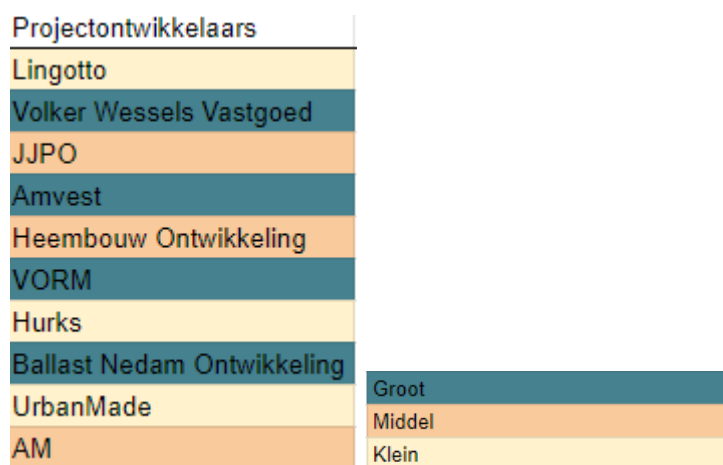 Projectontwikkelaars
Lingotto
Volker Wessels Vastgoed
JJPO
Amvest
Heembouw Ontwikkeling
VORM
Hurks
Ballast Nedam Ontwikkeling
UrbanMade
AM
Groot
Middel
Klein